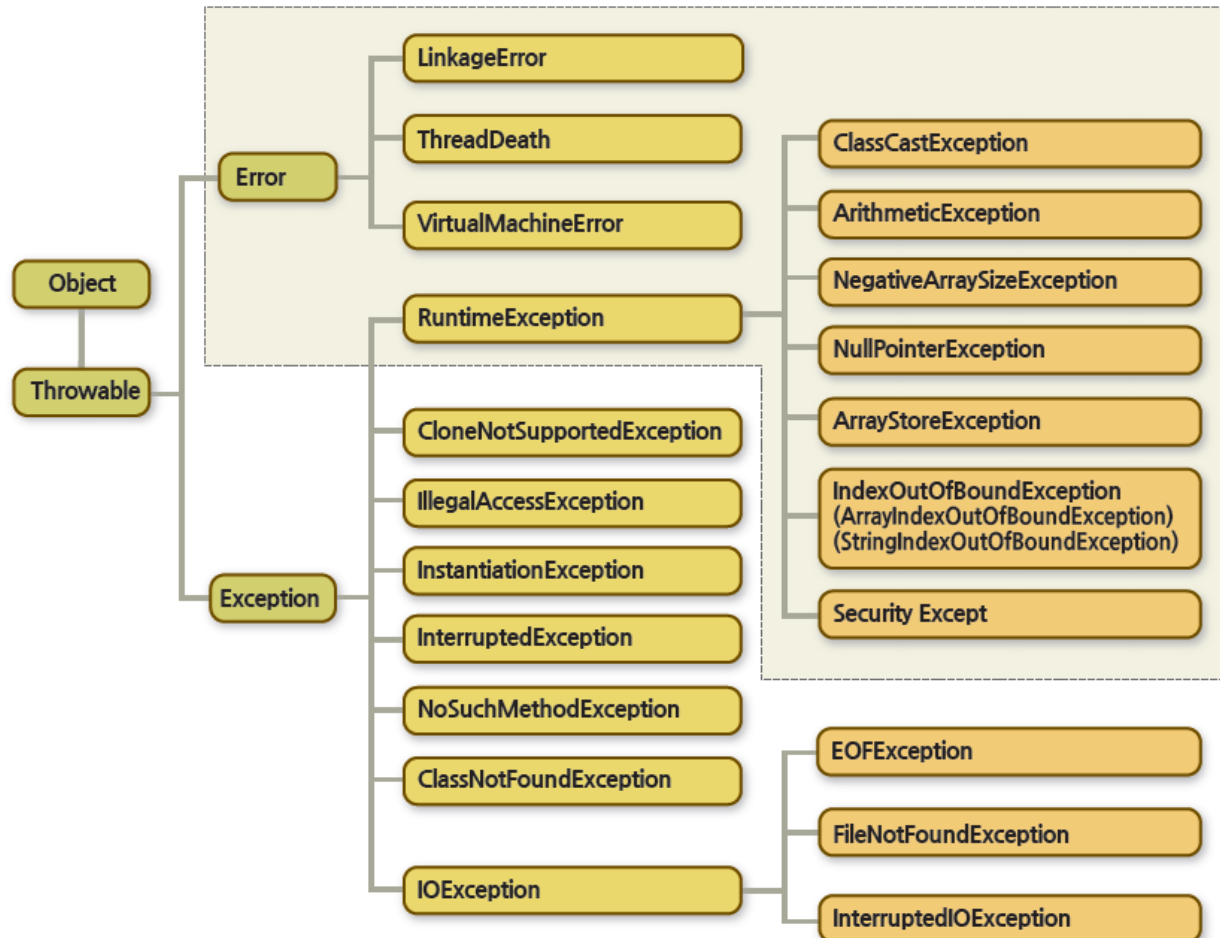 Object
Throwable
Error
Exception
LinkageError
ThreadDeath
VirtualMachineError
RuntimeException
CloneNotSupportedException
IllegalAccessException
InstantiationException
InterruptedException
NoSuchMethodException
ClassNotFoundException
IOException
ClassCastException
ArithmeticException
NegativeArraySizeException
NullPointerException
ArrayStoreException
IndexOutOfBoundException
(ArrayIndexOutOfBoundException)
(StringIndexOutOfBoundException)
Security Except
EOFException
FileNotFoundException
InterruptedIOException